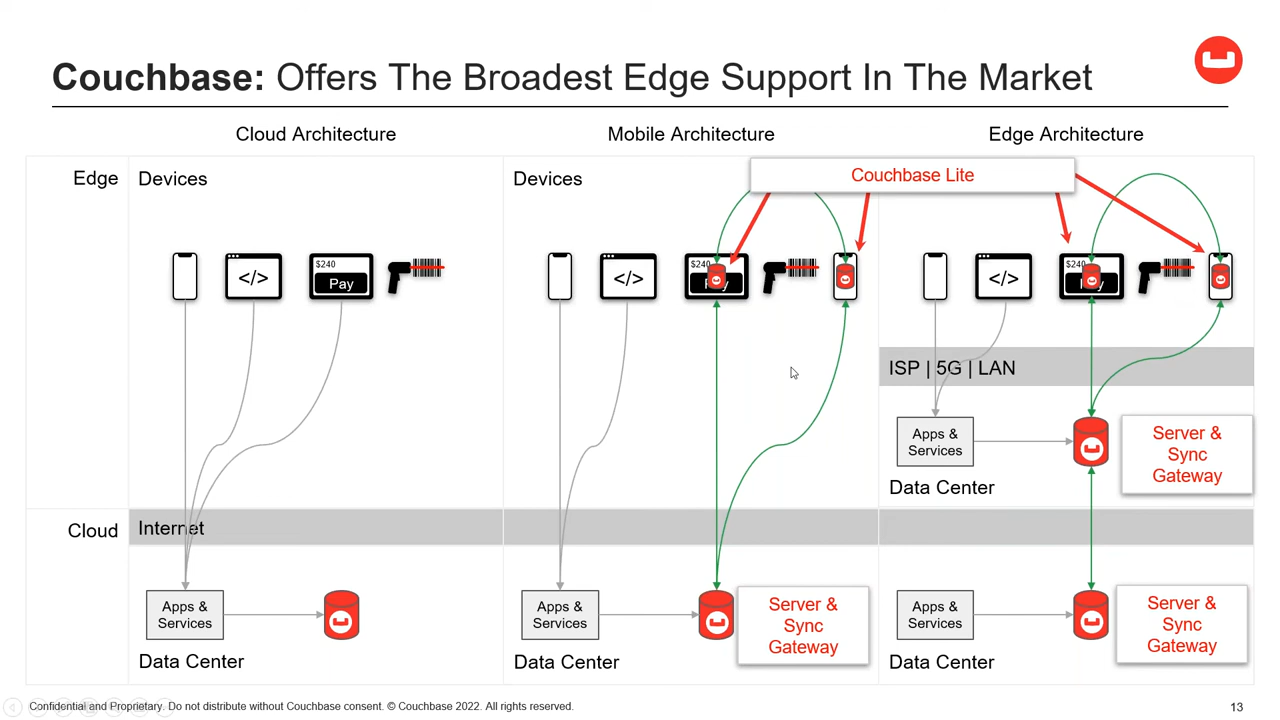 Couchbase: Offers The Broadest Edge Support In The Market
Cloud Architecture
Mobile Architecture
Edge Architecture
Edge
Devices
Devices
Couchbase Lite
</>
$240
Pay
</>
$240
</>
$240
ISP | 5G | LAN
Apps &
Services
Server &
Sync
Gateway
Data Center
Cloud
Internet
Apps &
Services
Data Center
Apps &
Services
Server &
Sync
Gateway
Data Center
Apps &
Services
Server &
Sync
Gateway
Data Center
Confidential and Proprietary. Do not distribute without Couchbase consent. © Couchbase 2022. All rights reserved.
13